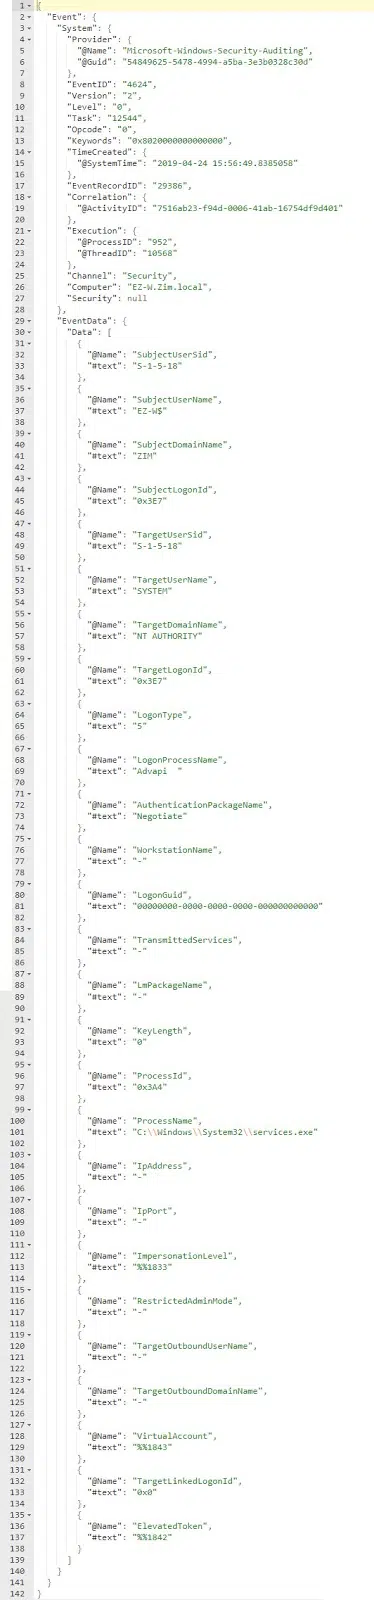 1 {
2 "Event": {
3 "System": {
4 "Provider": {
5 "@Name": "Microsoft-Windows-Security-Auditing",
6 "@Guid": "54849625-5478-4994-a5ba-3e3b0328c30d"
7 },
8 "EventID": "4624",
9 "Version": "2",
10 "Level": "0",
11 "Task": "12544",
12 "Opcode": "0",
13 "Keywords": "0x8020000000000000",
14 "TimeCreated": {
15 "@SystemTime": "2019-04-24 15:56:49.8385058"
16 },
17 "EventRecordID": "29386",
18 "Correlation": {
19 "@ActivityID": "7516ab23-f94d-0006-41ab-16754df9d401"
20 },
21 "Execution": {
22 "@ProcessID": "952",
23 "@ThreadID": "10568"
24 },
25 "Channel": "Security",
26 "Computer": "EZ-W.Zim.local",
27 "Security": null
28 },
29 "EventData": {
30 "Data": [
31 {
32 "@Name": "SubjectUserSid",
33 "#text": "S-1-5-18"
34 },
35 {
36 "@Name": "SubjectUserName",
37 "#text": "EZ-W$"
38 },
39 {
40 "@Name": "SubjectDomainName",
41 "#text": "ZIM"
42 },
43 {
44 "@Name": "SubjectLogonId",
45 "#text": "0x3E7"
46 },
47 {
48 "@Name": "TargetUserSid",
49 "#text": "S-1-5-18"
50 },
51 {
52 "@Name": "TargetUserName",
53 "#text": "SYSTEM"
54 },
55 {
56 "@Name": "TargetDomainName",
57 "#text": "NT AUTHORITY"
58 },
59 {
60 "@Name": "TargetLogonId",
61 "#text": "0x3E7"
62 },
63 {
64 "@Name": "LogonType",
65 "#text": "5"
66 },
67 {
68 "@Name": "LogonProcessName",
69 "#text": "Advapi  "
70 },
71 {
72 "@Name": "AuthenticationPackageName",
73 "#text": "Negotiate"
74 },
75 {
76 "@Name": "WorkstationName",
77 "#text": "-"
78 },
79 {
80 "@Name": "LogonGuid",
81 "#text": "00000000-0000-0000-0000-000000000000"
82 },
83 {
84 "@Name": "TransmittedServices",
85 "#text": "-"
86 },
87 {
88 "@Name": "LmPackageName",
89 "#text": "-"
90 },
91 {
92 "@Name": "KeyLength",
93 "#text": "0"
94 },
95 {
96 "@Name": "ProcessId",
97 "#text": "0x3A4"
98 },
99 {
100 "@Name": "ProcessName",
101 "#text": "C:\\Windows\\System32\\services.exe"
102 },
103 {
104 "@Name": "IpAddress",
105 "#text": "-"
106 },
107 {
108 "@Name": "IpPort",
109 "#text": "-"
110 },
111 {
112 "@Name": "ImpersonationLevel",
113 "#text": "%%1833"
114 },
115 {
116 "@Name": "RestrictedAdminMode",
117 "#text": "-"
118 },
119 {
120 "@Name": "TargetOutboundUserName",
121 "#text": "-"
122 },
123 {
124 "@Name": "TargetOutboundDomainName",
125 "#text": "-"
126 },
127 {
128 "@Name": "VirtualAccount",
129 "#text": "%%1843"
130 },
131 {
132 "@Name": "TargetLinkedLogonId",
133 "#text": "0x0"
134 },
135 {
136 "@Name": "ElevatedToken",
137 "#text": "%%1842"
138 }
139 ]
140 }
141 }
142 }